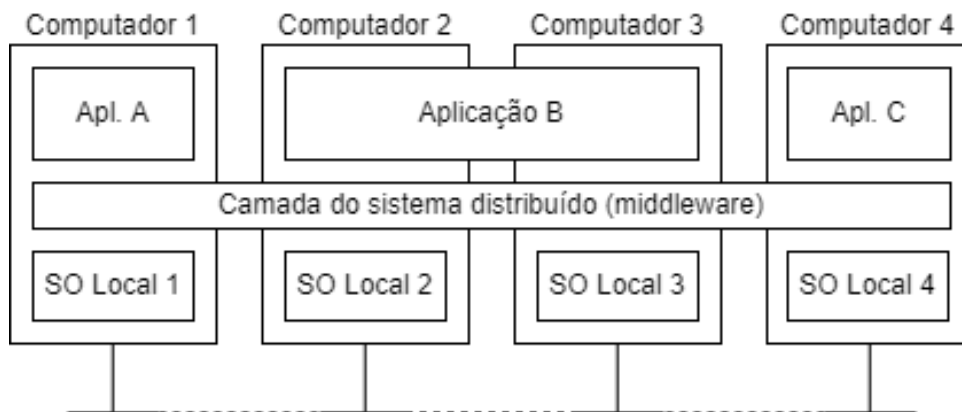 Computador 1
Computador 2
Computador 3
Computador 4
Apl. A
Aplicação B
Apl. C
Camada do sistema distribuído (middleware)
SO Local 1
SO Local 2
SO Local 3
SO Local 4